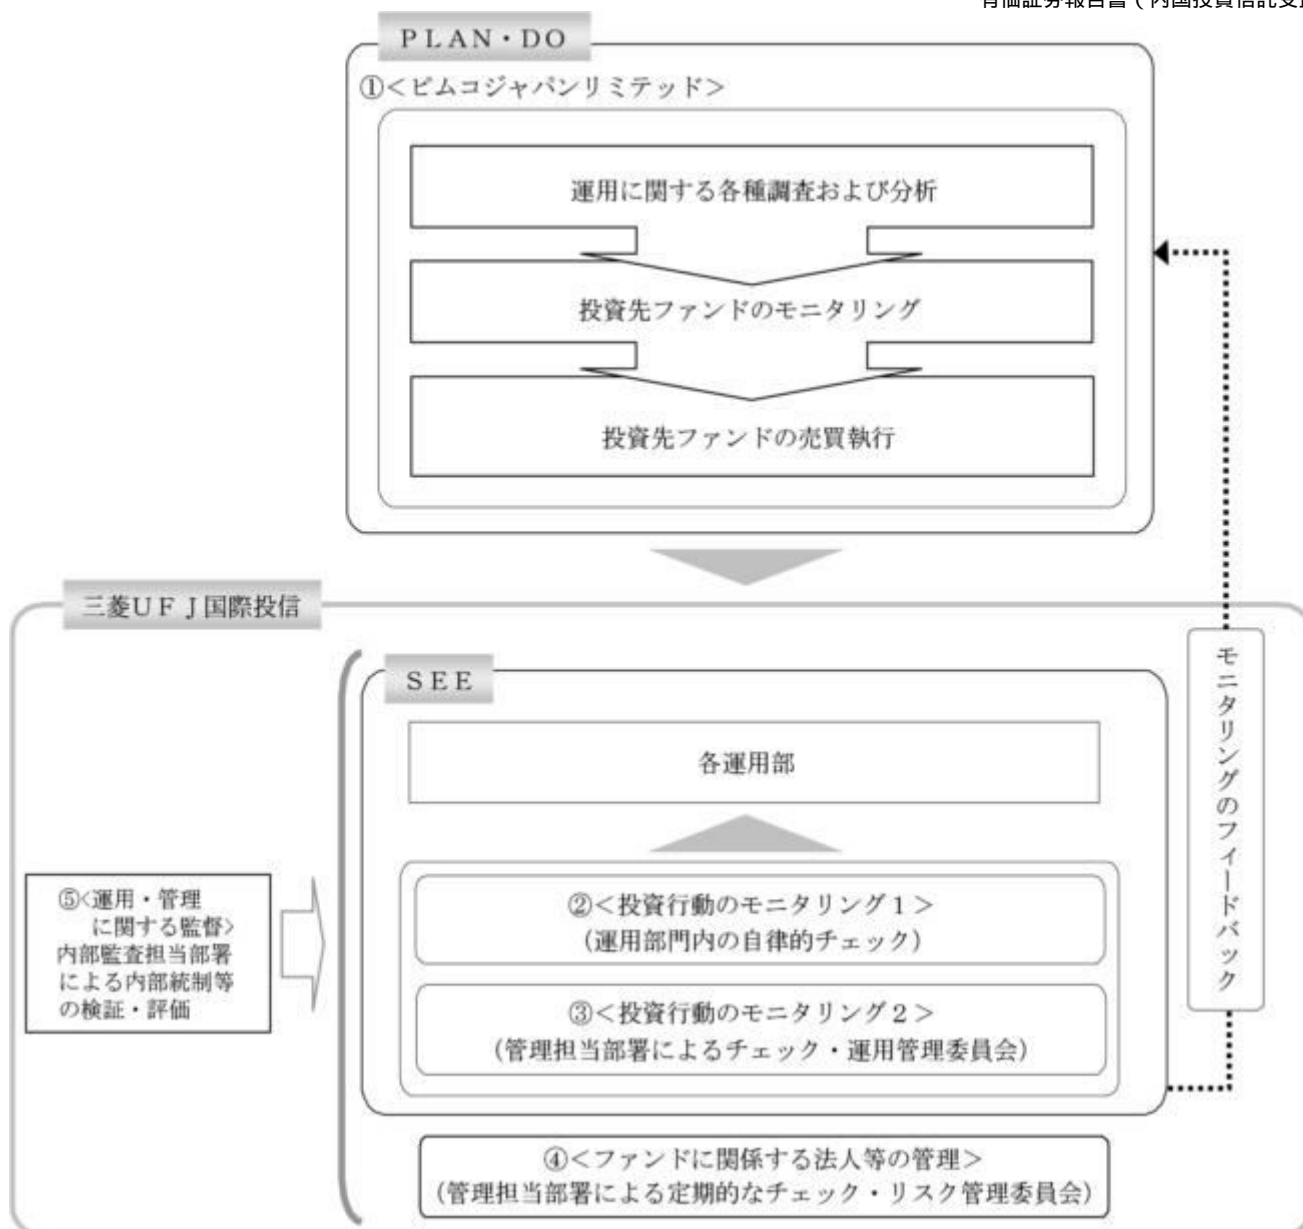 有価証券報告書（内国投資信託受
ＰＬＡＮ・ＤＯ
①＜ピムコジャパンリミテッド＞
運用に関する各種調査および分析
投資先ファンドのモニタリング
投資先ファンドの売買執行
三菱ＵＦＪ国際投信
ＳＥＥ
各運用部
②＜投資行動のモニタリング１＞
（運用部門内の自律的チェック）
③＜投資行動のモニタリング２＞
（管理担当部署によるチェック・運用管理委員会）
④＜ファンドに関係する法人等の管理＞
（管理担当部署による定期的なチェック・リスク管理委員会）
⑤＜運用・管理
に関する監督＞
内部監査担当部署
による内部統制等
の検証・評価
モニタリングのフィードバック